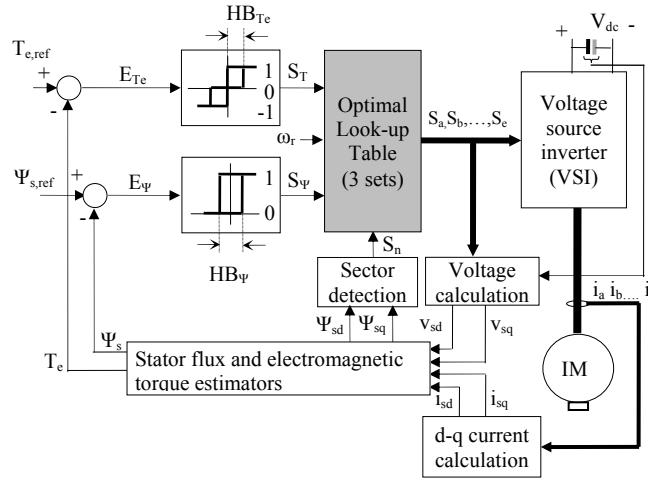 HB_Te
V_dc
+ -
T_e,ref
+
-
E_Te
1
0
-1
S_T
Optimal
Look-up
Table
(3 sets)
ω_r
S_a,S_b,…,S_e
Voltage
source
inverter
(VSI)
Ψ_s,ref
+
-
E_Ψ
1
0
S_Ψ
HB_Ψ
S_n
Sector
detection
Voltage
calculation
i_a i_b.... i
Ψ_sd
Ψ_sq
v_sd
v_sq
Ψ_s
T_e
Stator flux and electromagnetic
torque estimators
i_sd
i_sq
IM
d-q current
calculation